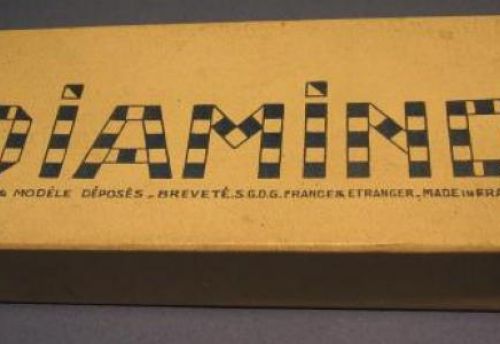 DiAMiNO
& MODÈLE DÉPOSÉS - BREVETÉ.S.G.D.G. FRANCE & ETRANGER - MADE IN FRA